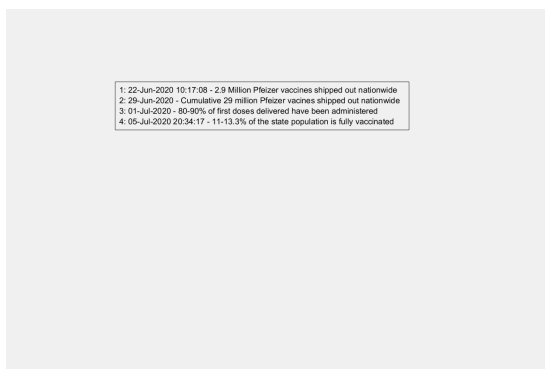 1: 22-Jun-2020 10:17:08 - 2.9 Million Pfeizer vaccines shipped out nationwide
2: 29-Jun-2020 - Cumulative 29 million Pfeizer vacines shipped out nationwide
3: 01-Jul-2020 - 80-90% of first doses delivered have been administered
4: 05-Jul-2020 20:34:17 - 11-13.3% of the state population is fully vaccinated